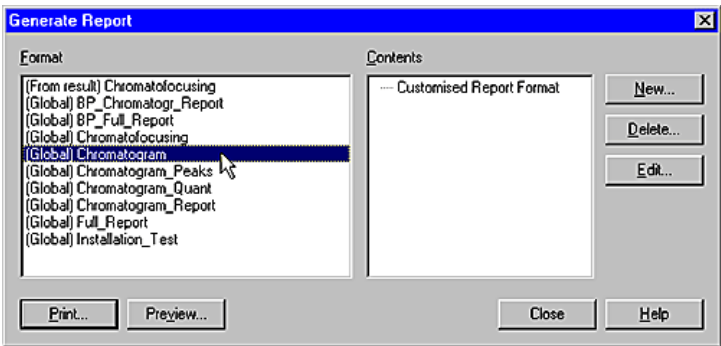 Generate Report
Format
(From result) Chromatofocusing
(Global) BP_Chromatogr_Report
(Global) BP_Full_Report
(Global) Chromatofocusing
(Global) Chromatogram
(Global) Chromatogram_Peaks
(Global) Chromatogram_Quant
(Global) Chromatogram_Report
(Global) Full_Report
(Global) Installation_Test
Contents
Customised Report Format
New...
Delete...
Edit...
Print...
Preview...
Close
Help